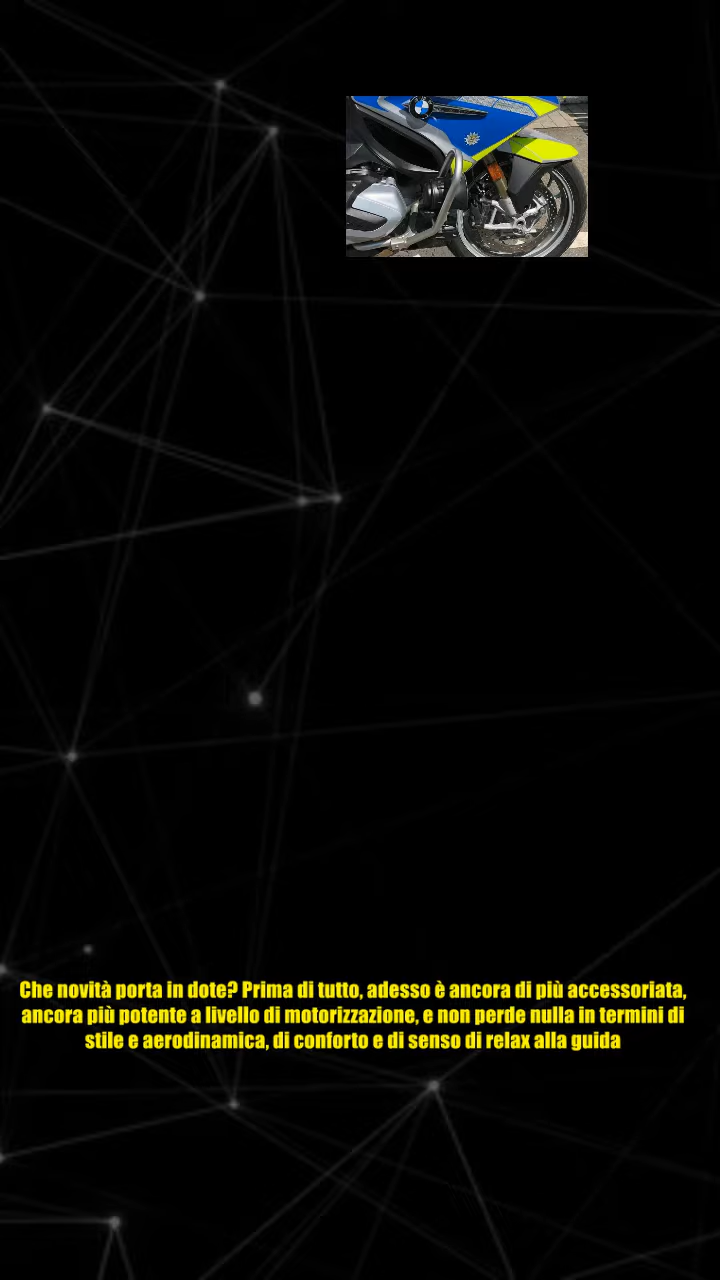 Che novità porta in dote? Prima di tutto, adesso è ancora di più accessoriata,
ancora più potente a livello di motorizzazione, e non perde nulla in termini di
stile e aerodinamica, di conforto e di senso di relax alla guida